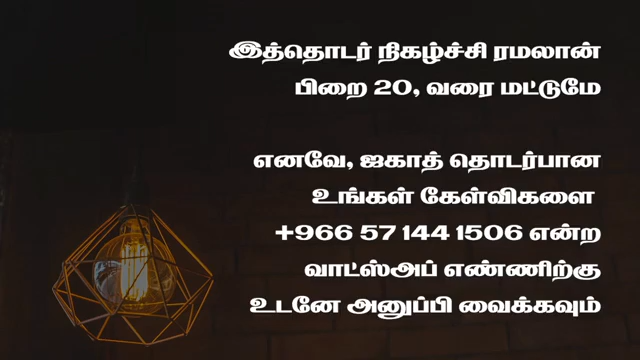 இத்தொடர் நிகழ்ச்சி ரமலான்
பிறை 20, வரை மட்டுமே
எனவே, ஜகாத் தொடர்பான
உங்கள் கேள்விகளை
+966 57 144 1506 என்ற
வாட்ஸ்அப் எண்ணிற்கு
உடனே அனுப்பி வைக்கவும்